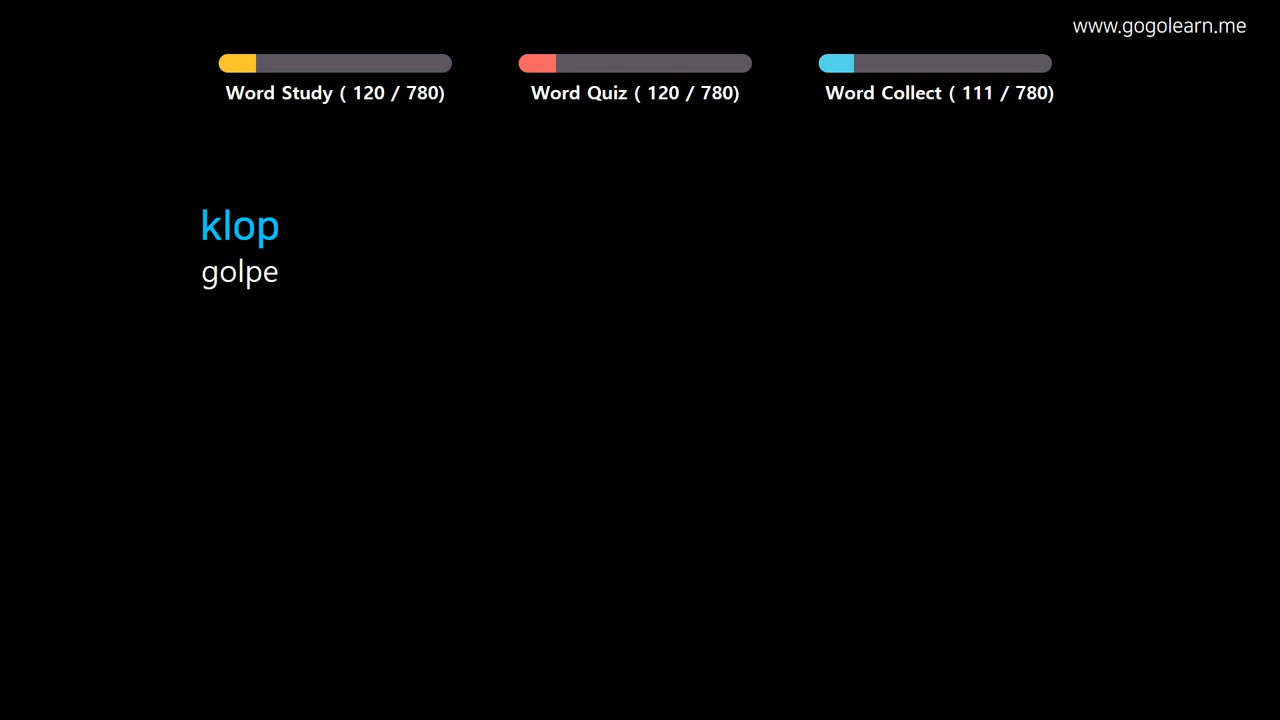 www.gogolearn.me
Word Study ( 120 / 780)
Word Quiz ( 120 / 780)
Word Collect ( 111 / 780)
klop
golpe